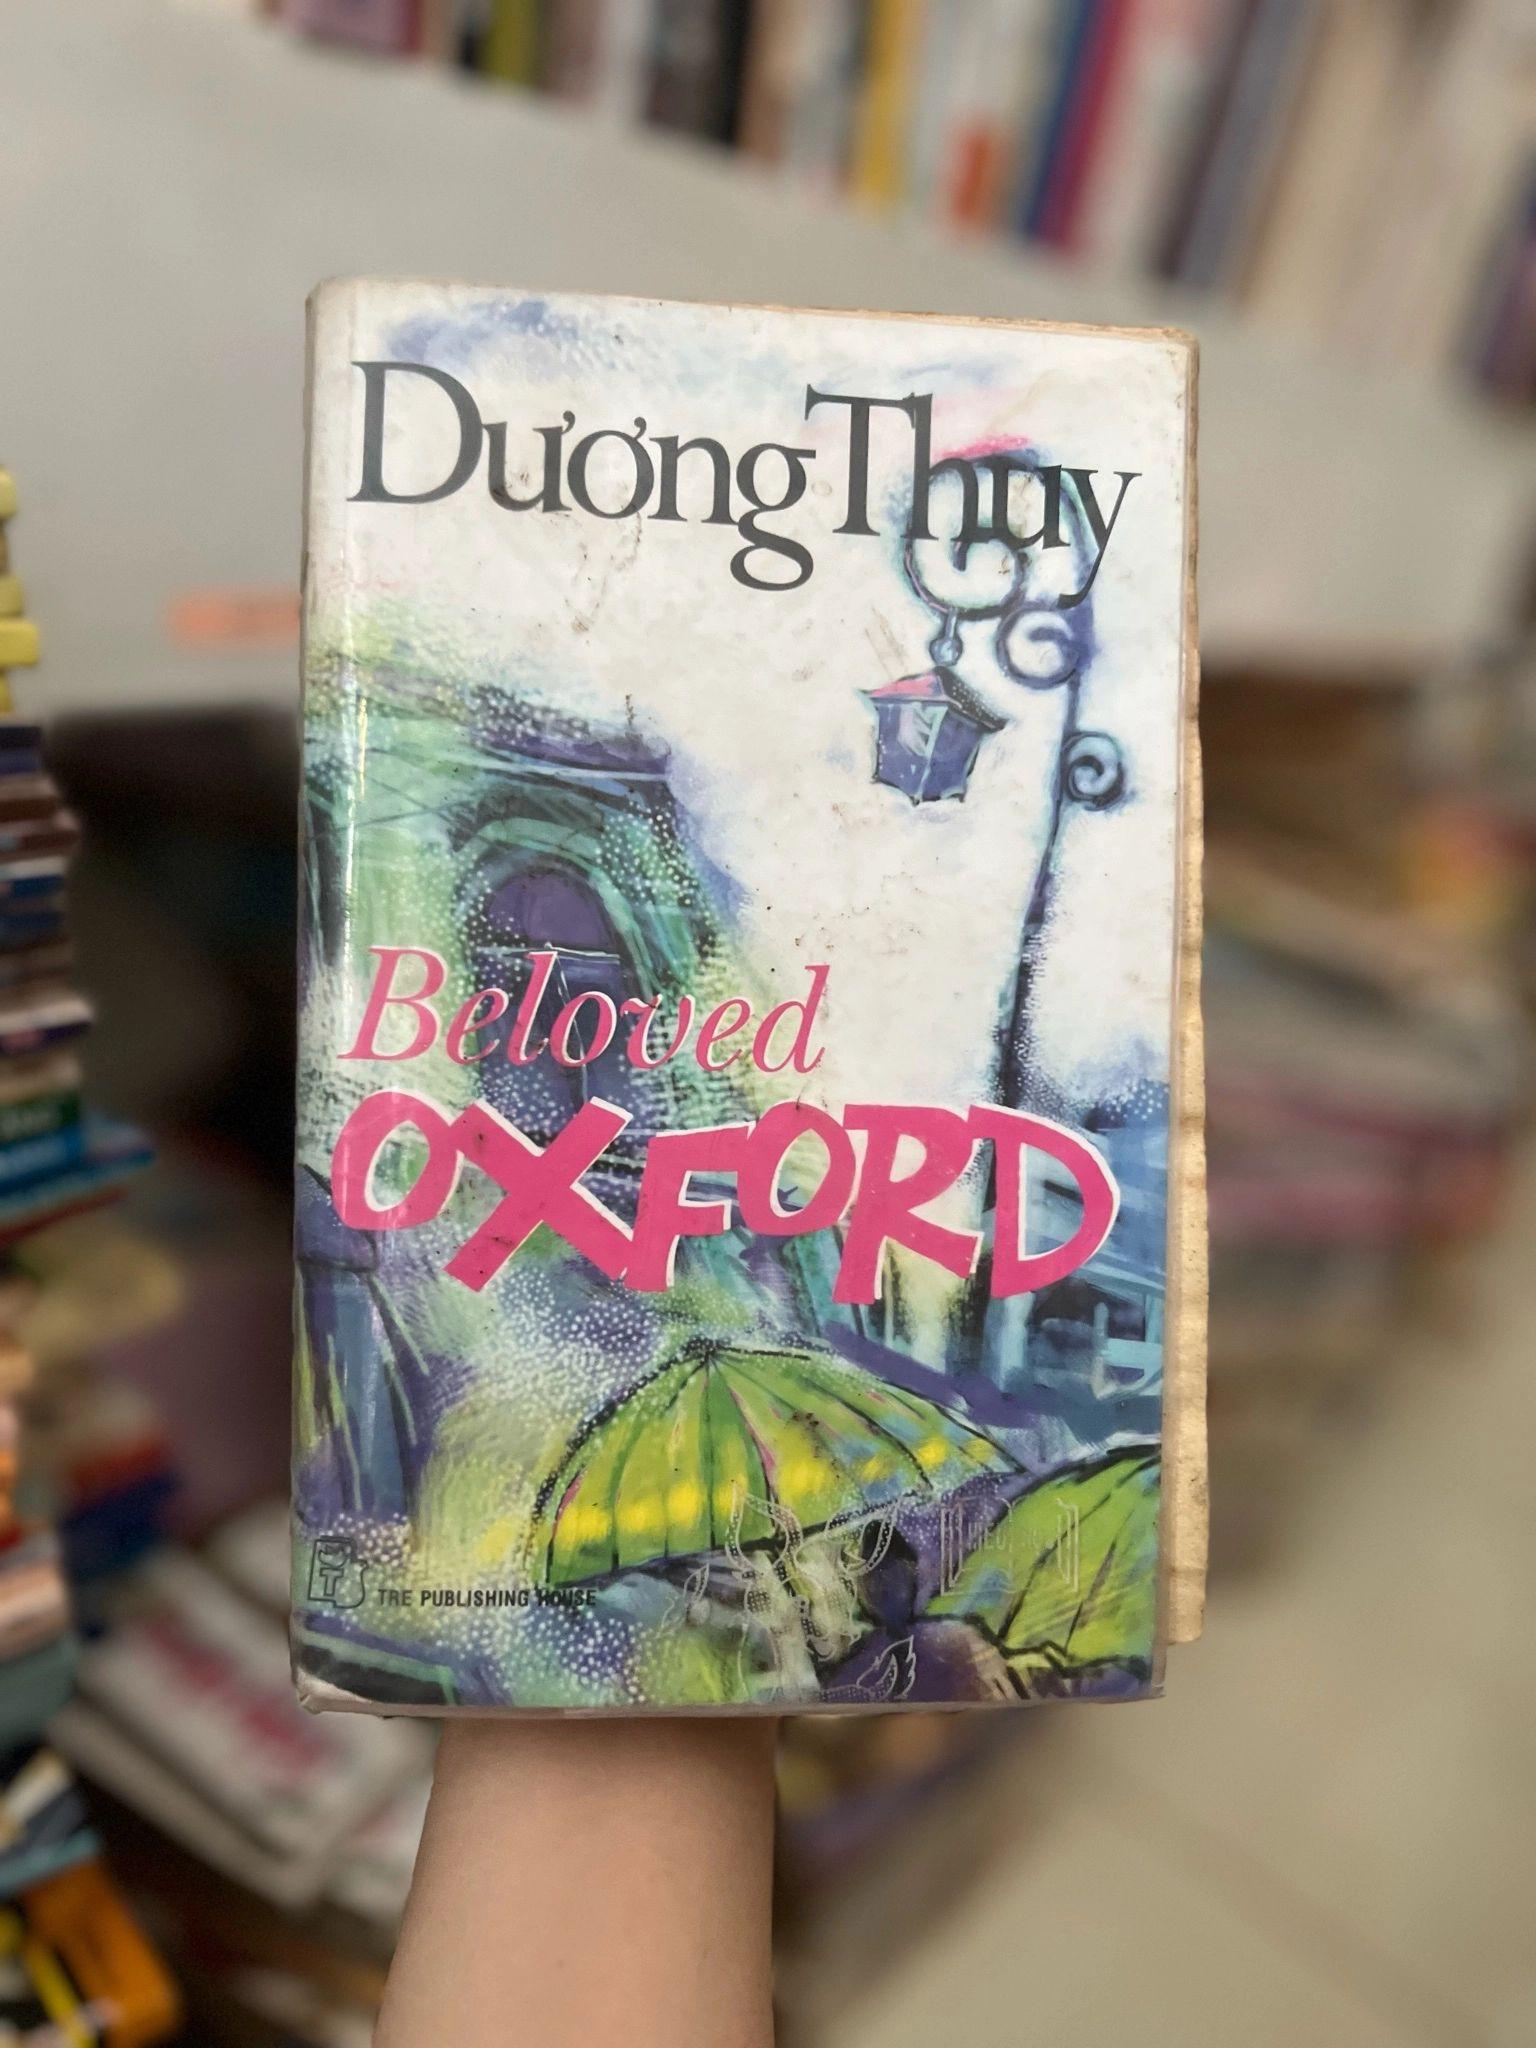 Dương Thụy
Beloved
OXFORD
TRE PUBLISHING HOUSE